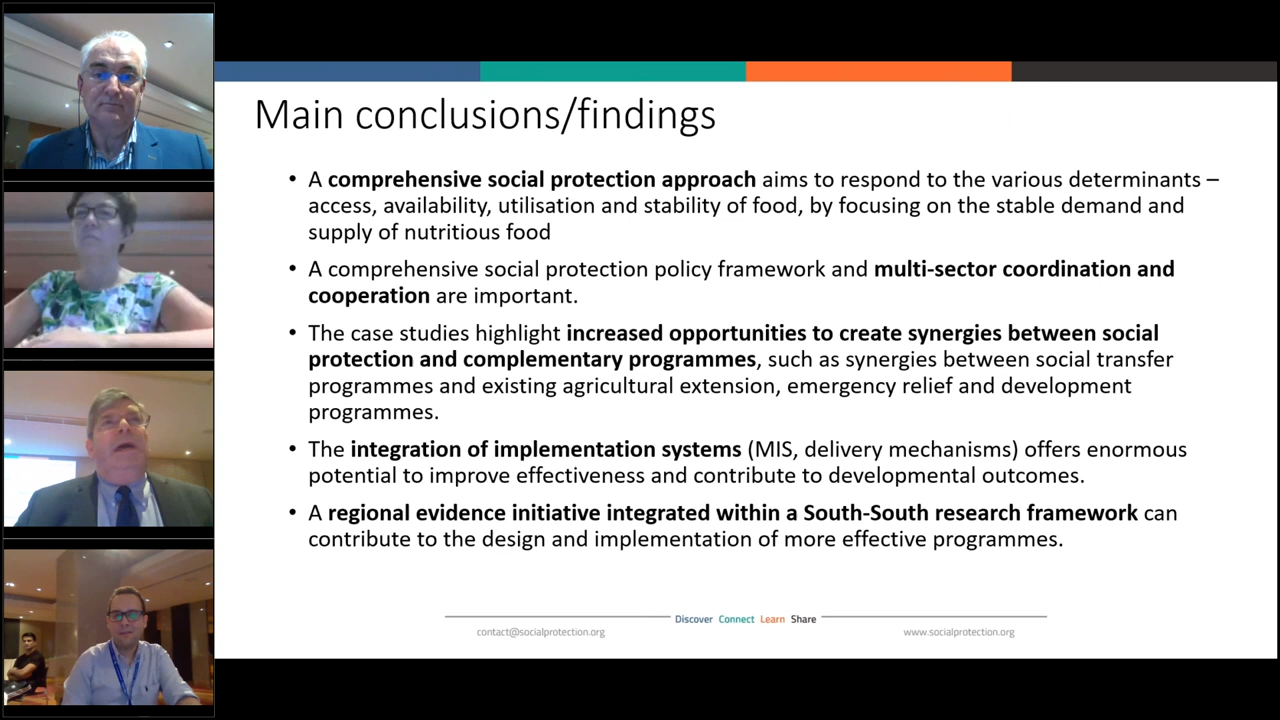 Main conclusions/findings
• A comprehensive social protection approach aims to respond to the various determinants –
access, availability, utilisation and stability of food, by focusing on the stable demand and
supply of nutritious food
• A comprehensive social protection policy framework and multi-sector coordination and
cooperation are important.
• The case studies highlight increased opportunities to create synergies between social
protection and complementary programmes, such as synergies between social transfer
programmes and existing agricultural extension, emergency relief and development
programmes.
• The integration of implementation systems (MIS, delivery mechanisms) offers enormous
potential to improve effectiveness and contribute to developmental outcomes.
• A regional evidence initiative integrated within a South-South research framework can
contribute to the design and implementation of more effective programmes.
Discover Connect Learn Share
contact@socialprotection.org www.socialprotection.org